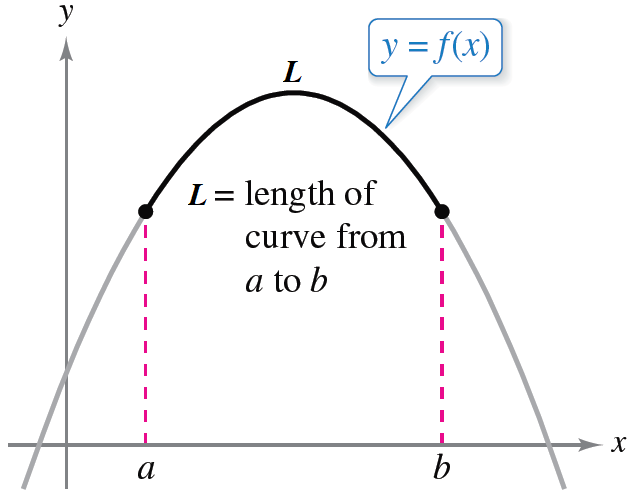 y
L
y = f(x)
L = length of
curve from
a to b
x
a
b